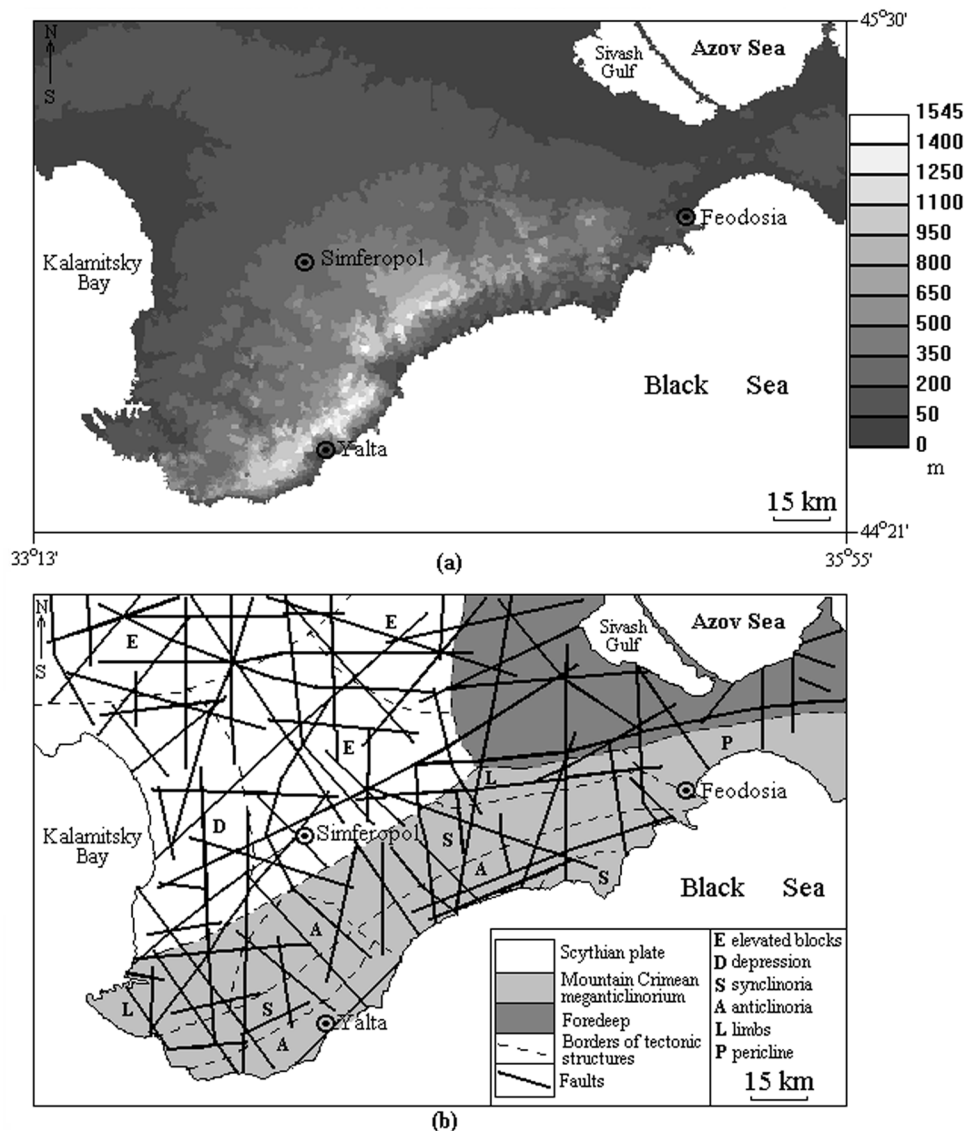 45°30'
N
S
Sivash
Gulf
Azov Sea
1545
1400
1250
1100
950
800
650
500
350
200
50
0
m
Feodosia
Simferopol
Kalamitsky
Bay
Black Sea
Yalta
15 km
44°21'
33°13'
35°55'
(a)
N
S
E
E
Sivash
Gulf
Azov Sea
E
P
L
Feodosia
D
Simferopol
S
Kalamitsky
Bay
A
S
Black Sea
A
L
S
Yalta
A
Scythian plate
Mountain Crimean
meganticlinorium
Foredeep
Borders of tectonic
structures
Faults
E elevated blocks
D depression
S synclinoria
A anticlinoria
L limbs
P pericline
15 km
(b)